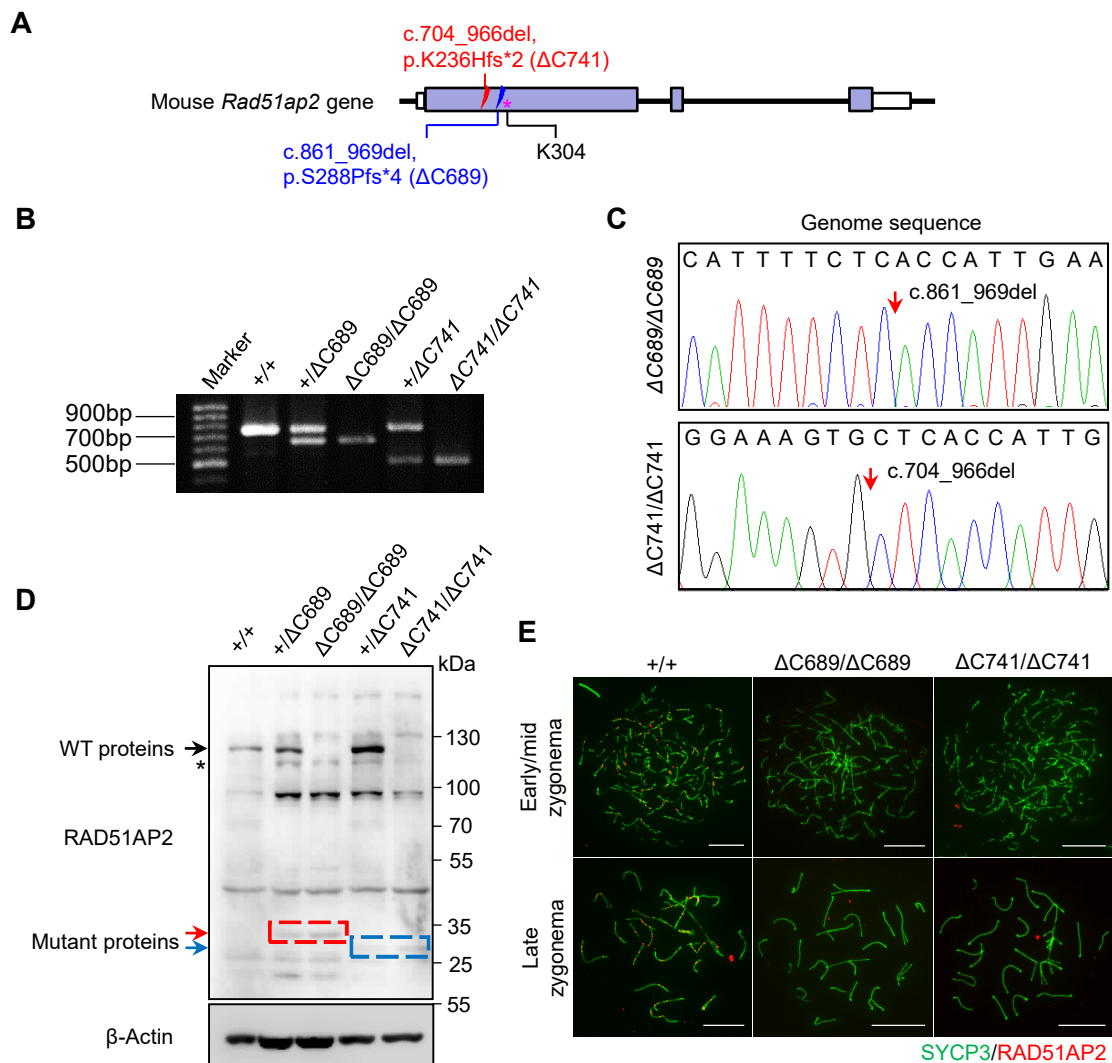 A
c.704_966del,
p.K236Hfs*2 (ΔC741)
Mouse Rad51ap2 gene
*
K304
c.861_969del,
p.S288Pfs*4 (ΔC689)
B
Marker
+/+
+/ΔC689
ΔC689/ΔC689
+/ΔC741
ΔC741/ΔC741
900bp
700bp
500bp
C
Genome sequence
ΔC689/ΔC689
C A T T T T C T C A C C A T T G A A
c.861_969del
ΔC741/ΔC741
G G A A A G T G C T C A C C A T T G
c.704_966del
D
+/+
+/ΔC689
ΔC689/ΔC689
+/ΔC741
ΔC741/ΔC741
kDa
WT proteins
*
RAD51AP2
Mutant proteins
130
100
70
55
35
25
55
β-Actin
E
+/+
ΔC689/ΔC689
ΔC741/ΔC741
Early/mid
zygonema
Late
zygonema
SYCP3/RAD51AP2